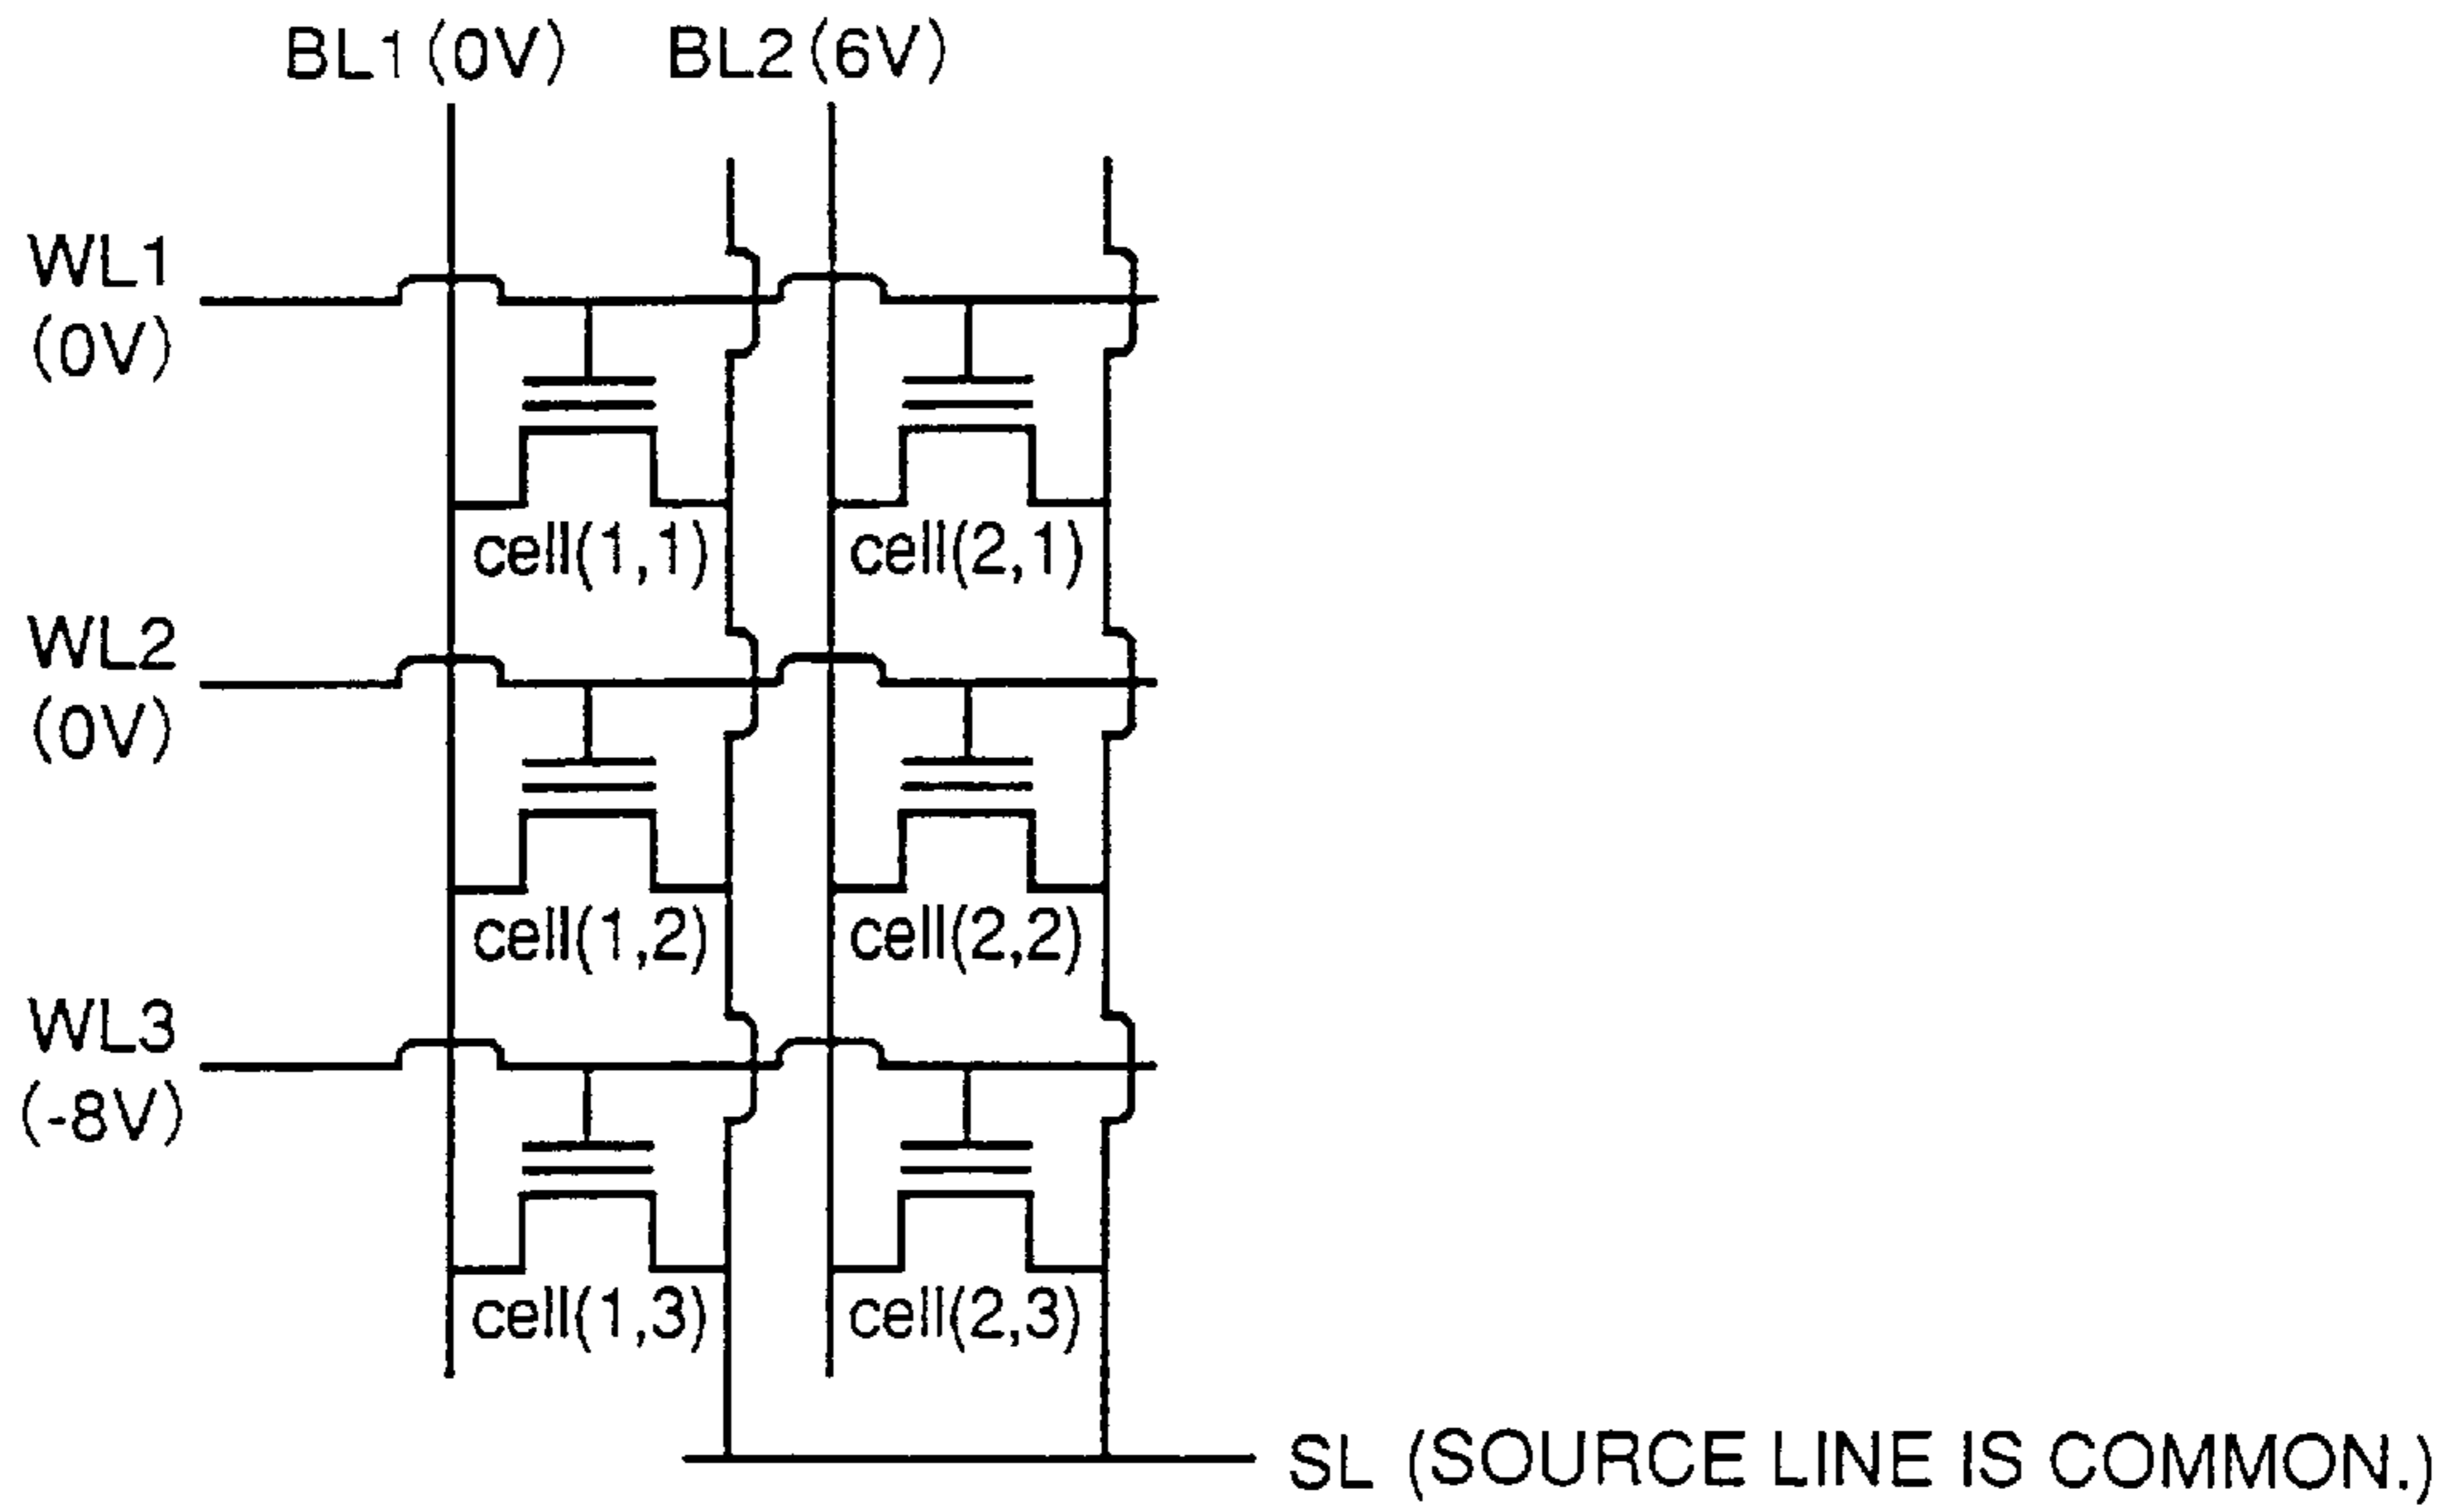 BL1(0V) BL2(6V)
WL1
(0V)
cell(1,1) cell(2,1)
WL2
(0V)
cell(1,2) cell(2,2)
WL3
(-8V)
cell(1,3) cell(2,3)
SL (SOURCE LINE IS COMMON.)